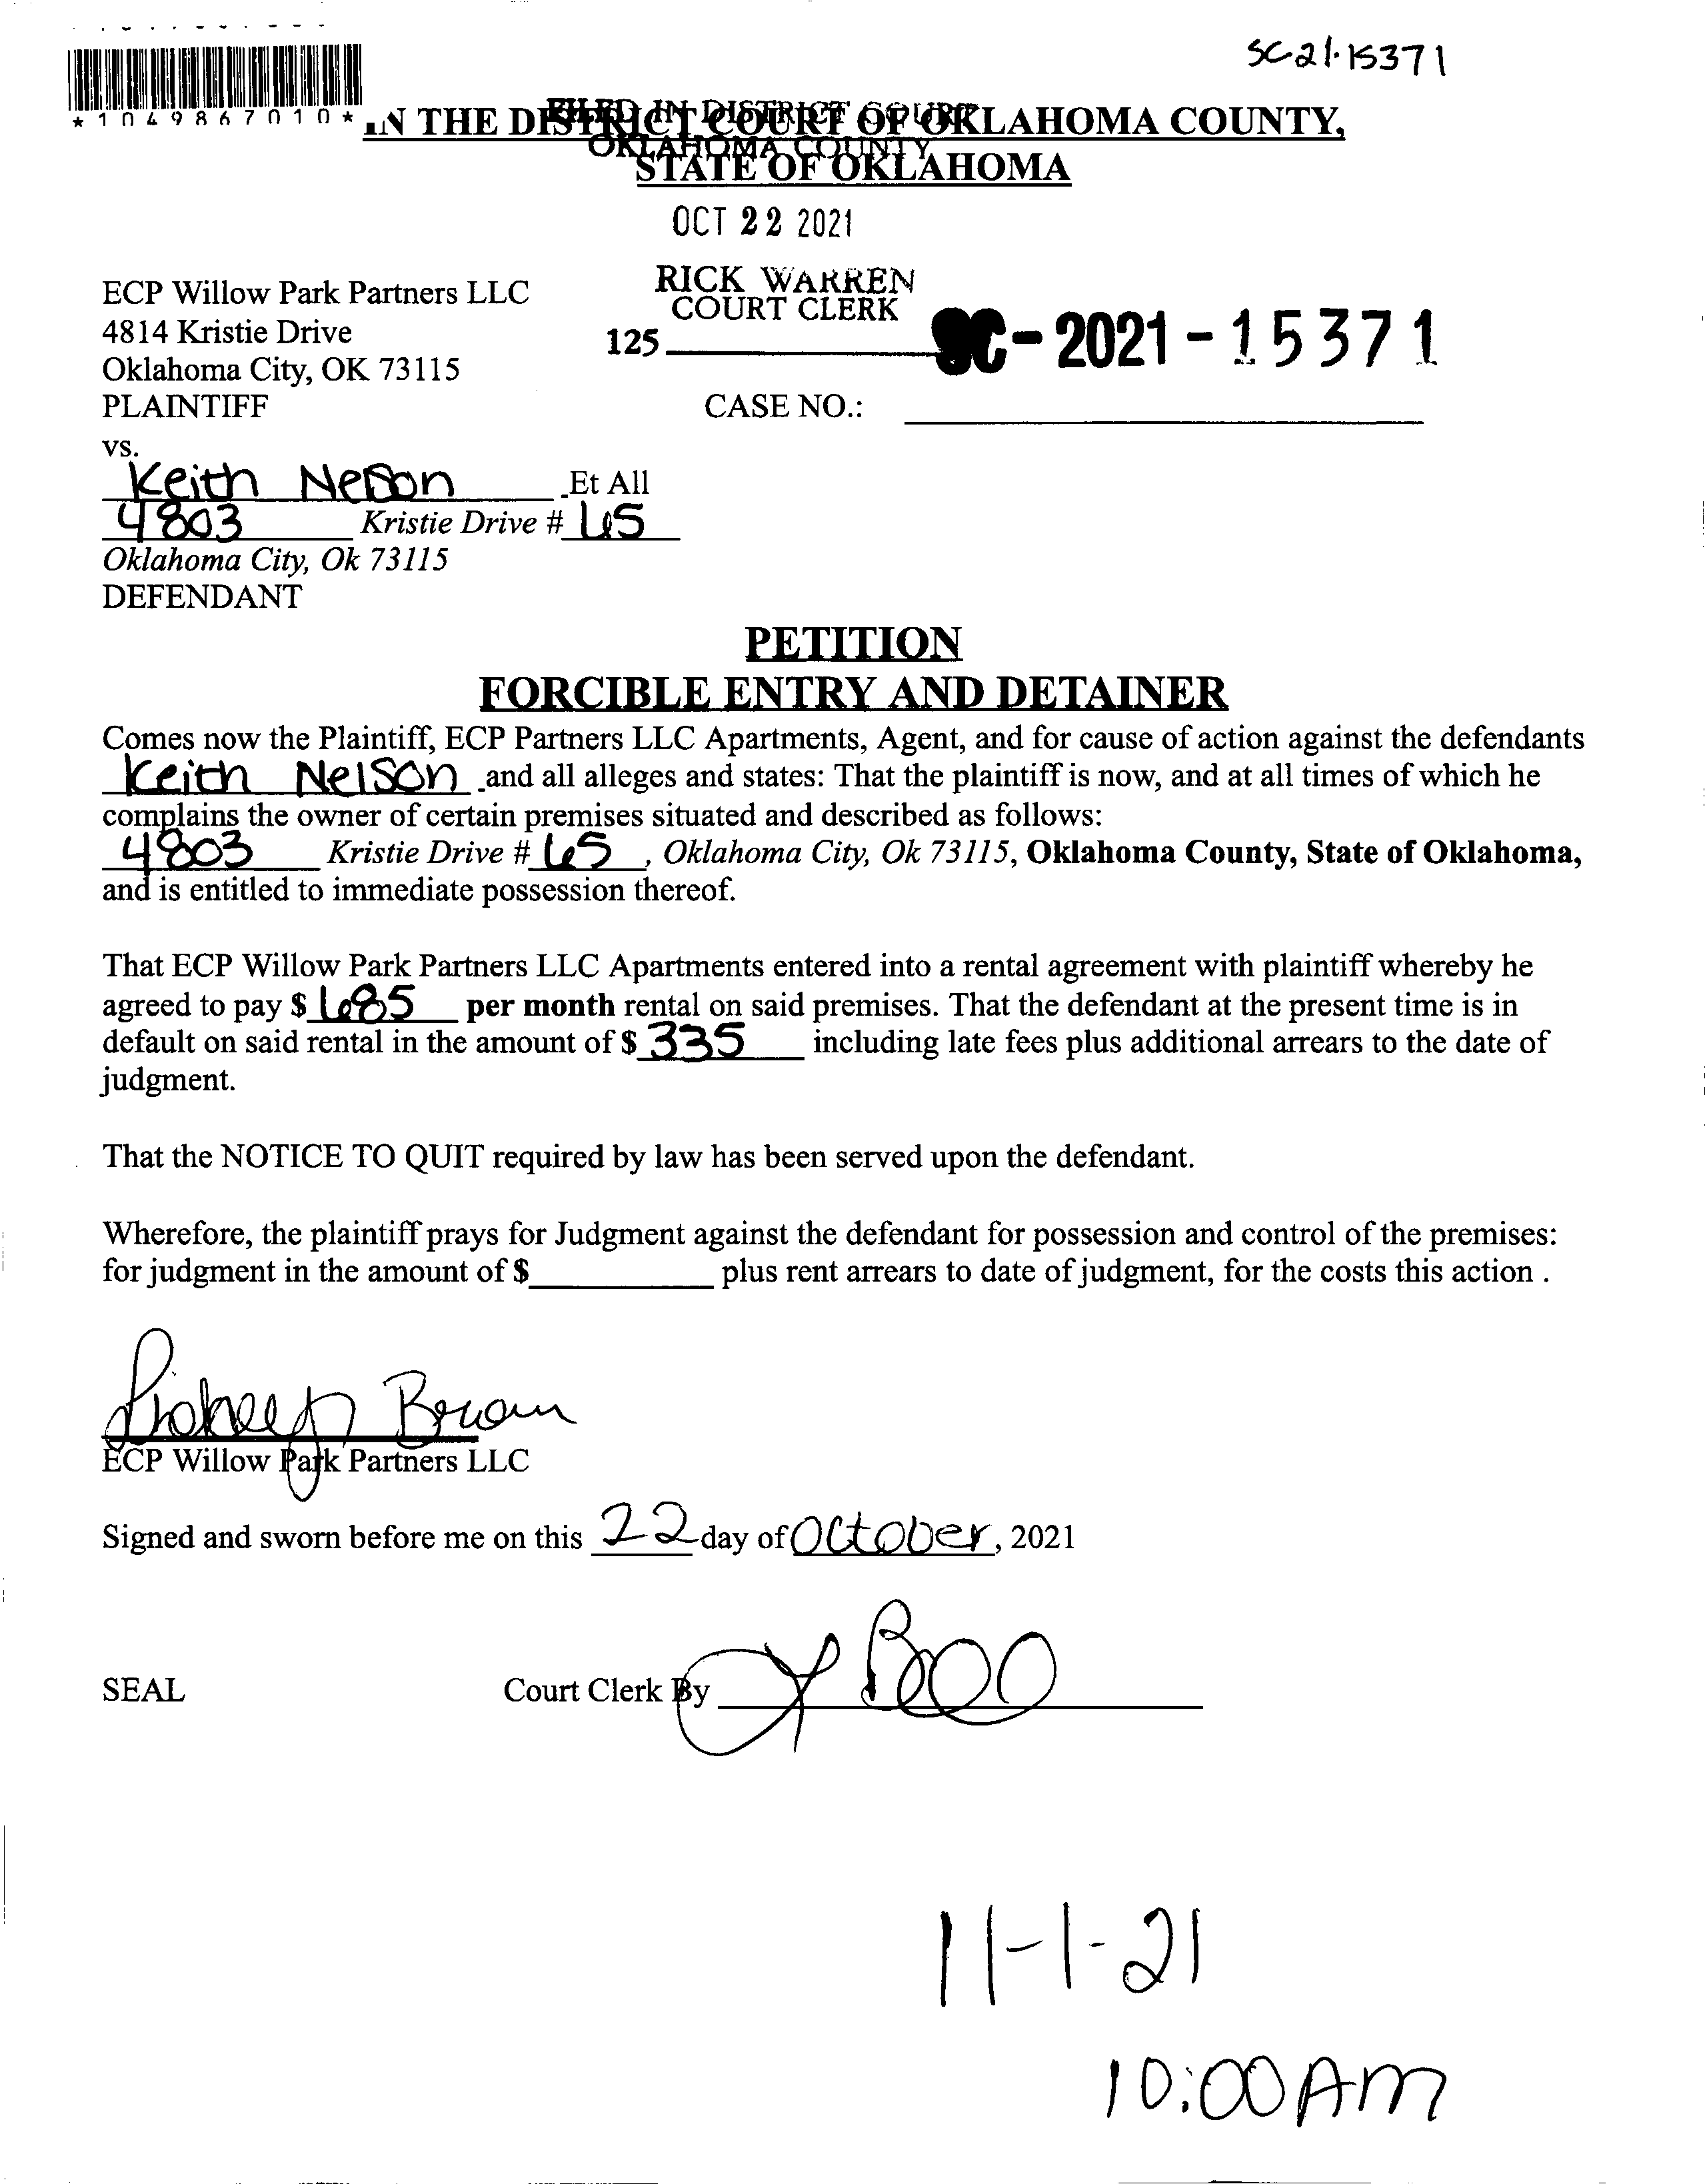 SC-21-15371
*1049867010*
IN THE DISTRICT COURT OF OKLAHOMA COUNTY,
FILED IN DISTRICT COURT
OKLAHOMA COUNTY
STATE OF OKLAHOMA
OCT 22 2021
RICK WARREN
COURT CLERK
125
SC-2021-15371
ECP Willow Park Partners LLC
4814 Kristie Drive
Oklahoma City, OK 73115
PLAINTIFF
CASE NO.:
vs.
Keith Nelson Et All
4803 Kristie Drive # 65
Oklahoma City, Ok 73115
DEFENDANT
PETITION
FORCIBLE ENTRY AND DETAINER
Comes now the Plaintiff, ECP Partners LLC Apartments, Agent, and for cause of action against the defendants
Keith Nelson and all alleges and states: That the plaintiff is now, and at all times of which he
complains the owner of certain premises situated and described as follows:
4803 Kristie Drive # 65, Oklahoma City, Ok 73115, Oklahoma County, State of Oklahoma,
and is entitled to immediate possession thereof.
That ECP Willow Park Partners LLC Apartments entered into a rental agreement with plaintiff whereby he
agreed to pay $ 685 per month rental on said premises. That the defendant at the present time is in
default on said rental in the amount of $ 335 including late fees plus additional arrears to the date of
judgment.
That the NOTICE TO QUIT required by law has been served upon the defendant.
Wherefore, the plaintiff prays for Judgment against the defendant for possession and control of the premises:
for judgment in the amount of $ plus rent arrears to date of judgment, for the costs this action .
Brown
ECP Willow Park Partners LLC
Signed and sworn before me on this 22 day of October, 2021
SEAL
Court Clerk By
11-1-21
10:00 AM